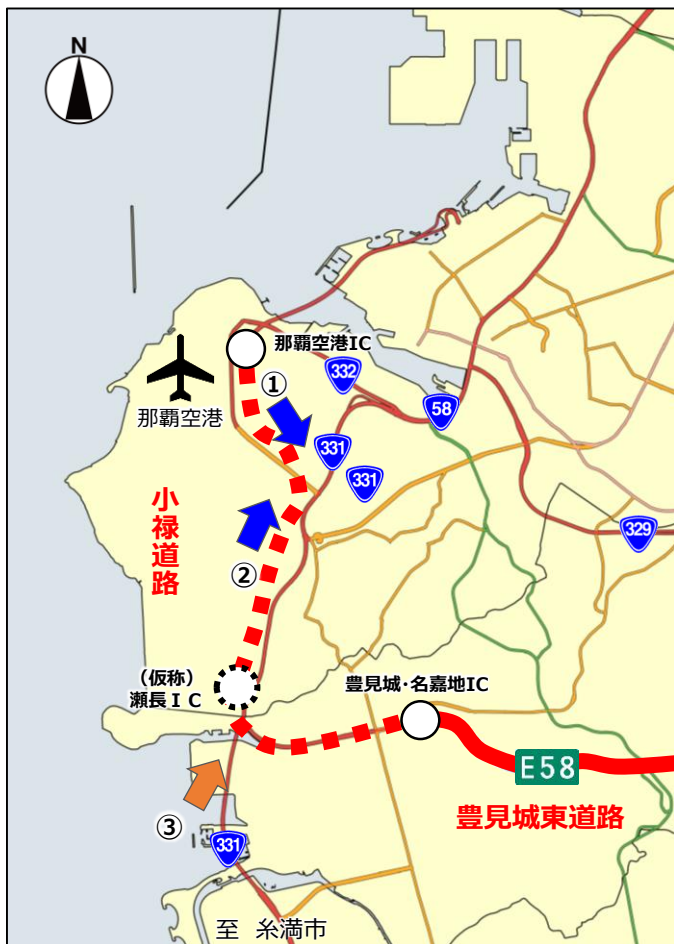 N
那覇空港IC
①
332
那覇空港
58
331
331
小禄道路
329
②
（仮称）
瀬長ＩＣ
豊見城･名嘉地IC
E58
③
豊見城東道路
331
至 糸満市